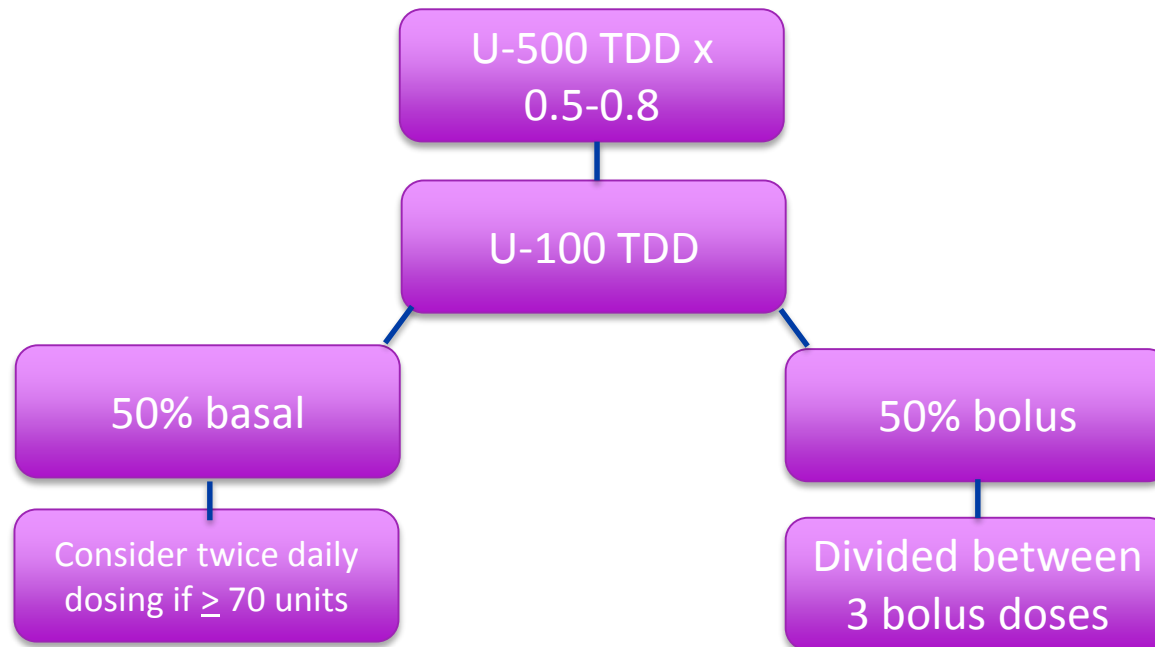 U-500 TDD x
0.5-0.8
U-100 TDD
50% basal
50% bolus
Consider twice daily
dosing if ≥ 70 units
Divided between
3 bolus doses